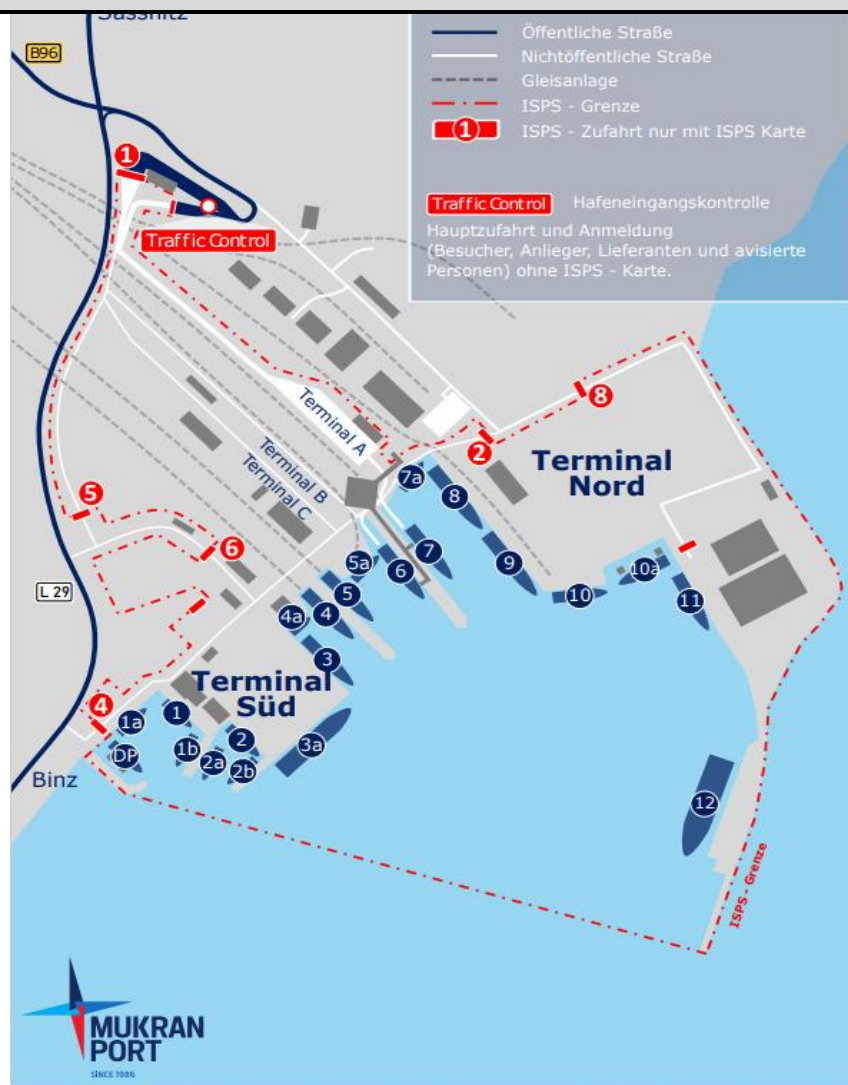 Sassnitz
B96
Öffentliche Straße
Nichtöffentliche Straße
Gleisanlage
ISPS - Grenze
1
ISPS - Zufahrt nur mit ISPS Karte
Traffic Control
Hafeneingangskontrolle
Hauptzufahrt und Anmeldung
(Besucher, Anlieger, Lieferanten und avisierte
Personen) ohne ISPS - Karte.
1
Traffic Control
8
2
Terminal A
Terminal B
Terminal C
Terminal
Nord
7a
8
5
6
7
9
5a
6
10a
10
11
L 29
5
4
4a
3
Terminal
Süd
4
1a
1
DP
1b
2
2a
2b
3a
Binz
12
ISPS - Grenze
MUKRAN
PORT
SINCE 1986